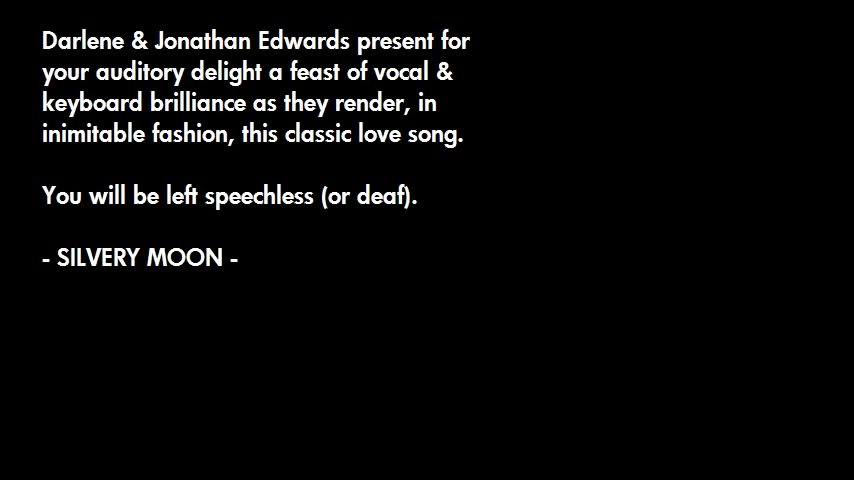 Darlene & Jonathan Edwards present for
your auditory delight a feast of vocal &
keyboard brilliance as they render, in
inimitable fashion, this classic love song.
You will be left speechless (or deaf).
- SILVERY MOON -